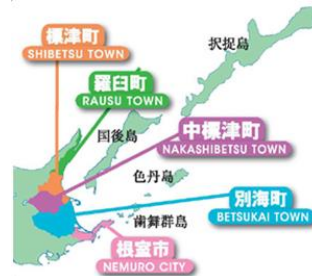 標津町
SHIBETSU TOWN
択捉島
羅臼町
RAUSU TOWN
国後島
中標津町
NAKASHIBETSU TOWN
色丹島
別海町
BETSUKAI TOWN
歯舞群島
根室市
NEMURO CITY